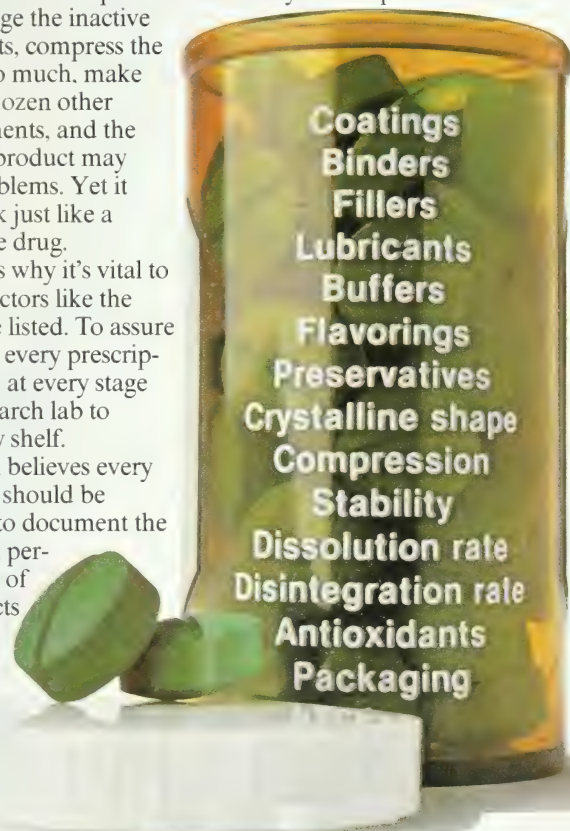 ge the inactive
ts, compress the
o much, make
ozen other
ents, and the
product may
blems. Yet it
k just like a
e drug.
s why it's vital to
ctors like the
e listed. To assure
every prescrip-
at every stage
arch lab to
y shelf.
believes every
should be
to document the
per-
of
cts
Coatings
Binders
Fillers
Lubricants
Buffers
Flavorings
Preservatives
Crystalline shape
Compression
Stability
Dissolution rate
Disintegration rate
Antioxidants
Packaging